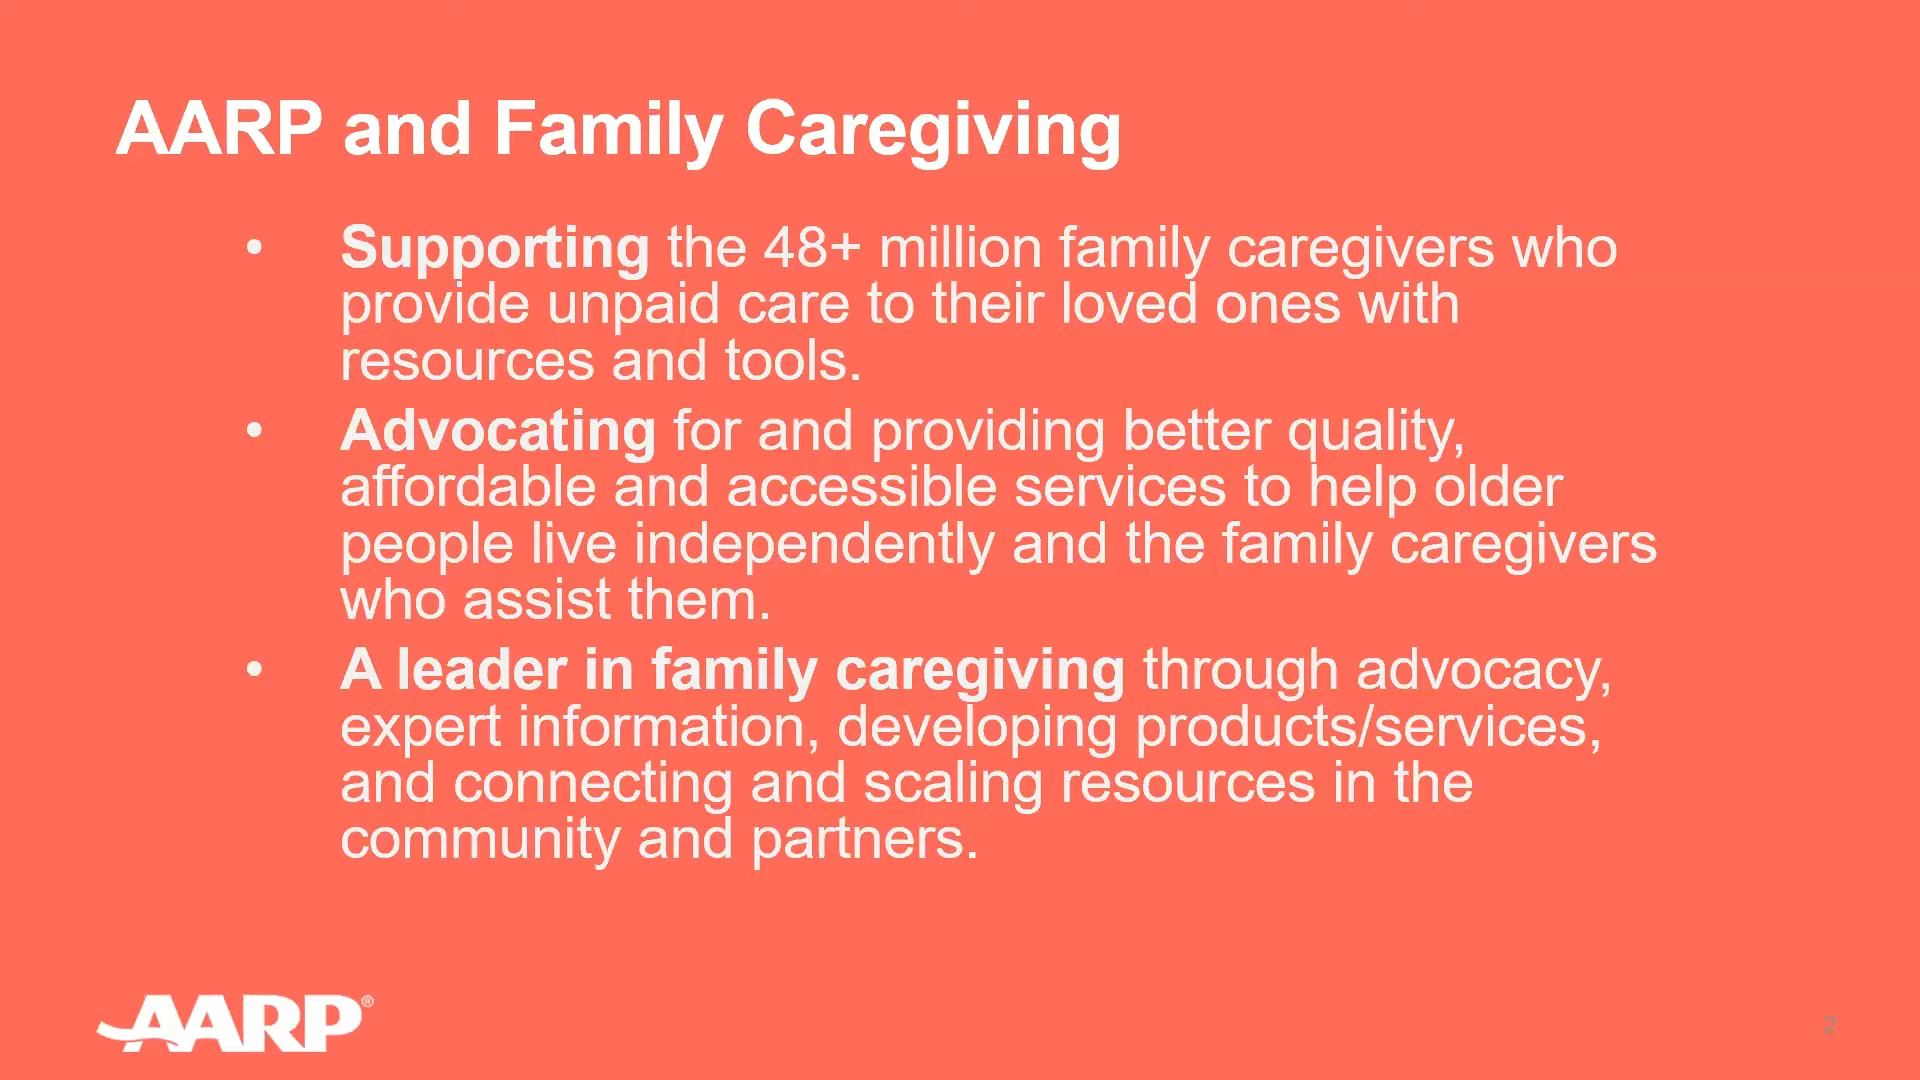 AARP and Family Caregiving
• Supporting the 48+ million family caregivers who
provide unpaid care to their loved ones with
resources and tools.
• Advocating for and providing better quality,
affordable and accessible services to help older
people live independently and the family caregivers
who assist them.
• A leader in family caregiving through advocacy,
expert information, developing products/services,
and connecting and scaling resources in the
community and partners.
AARP®
2